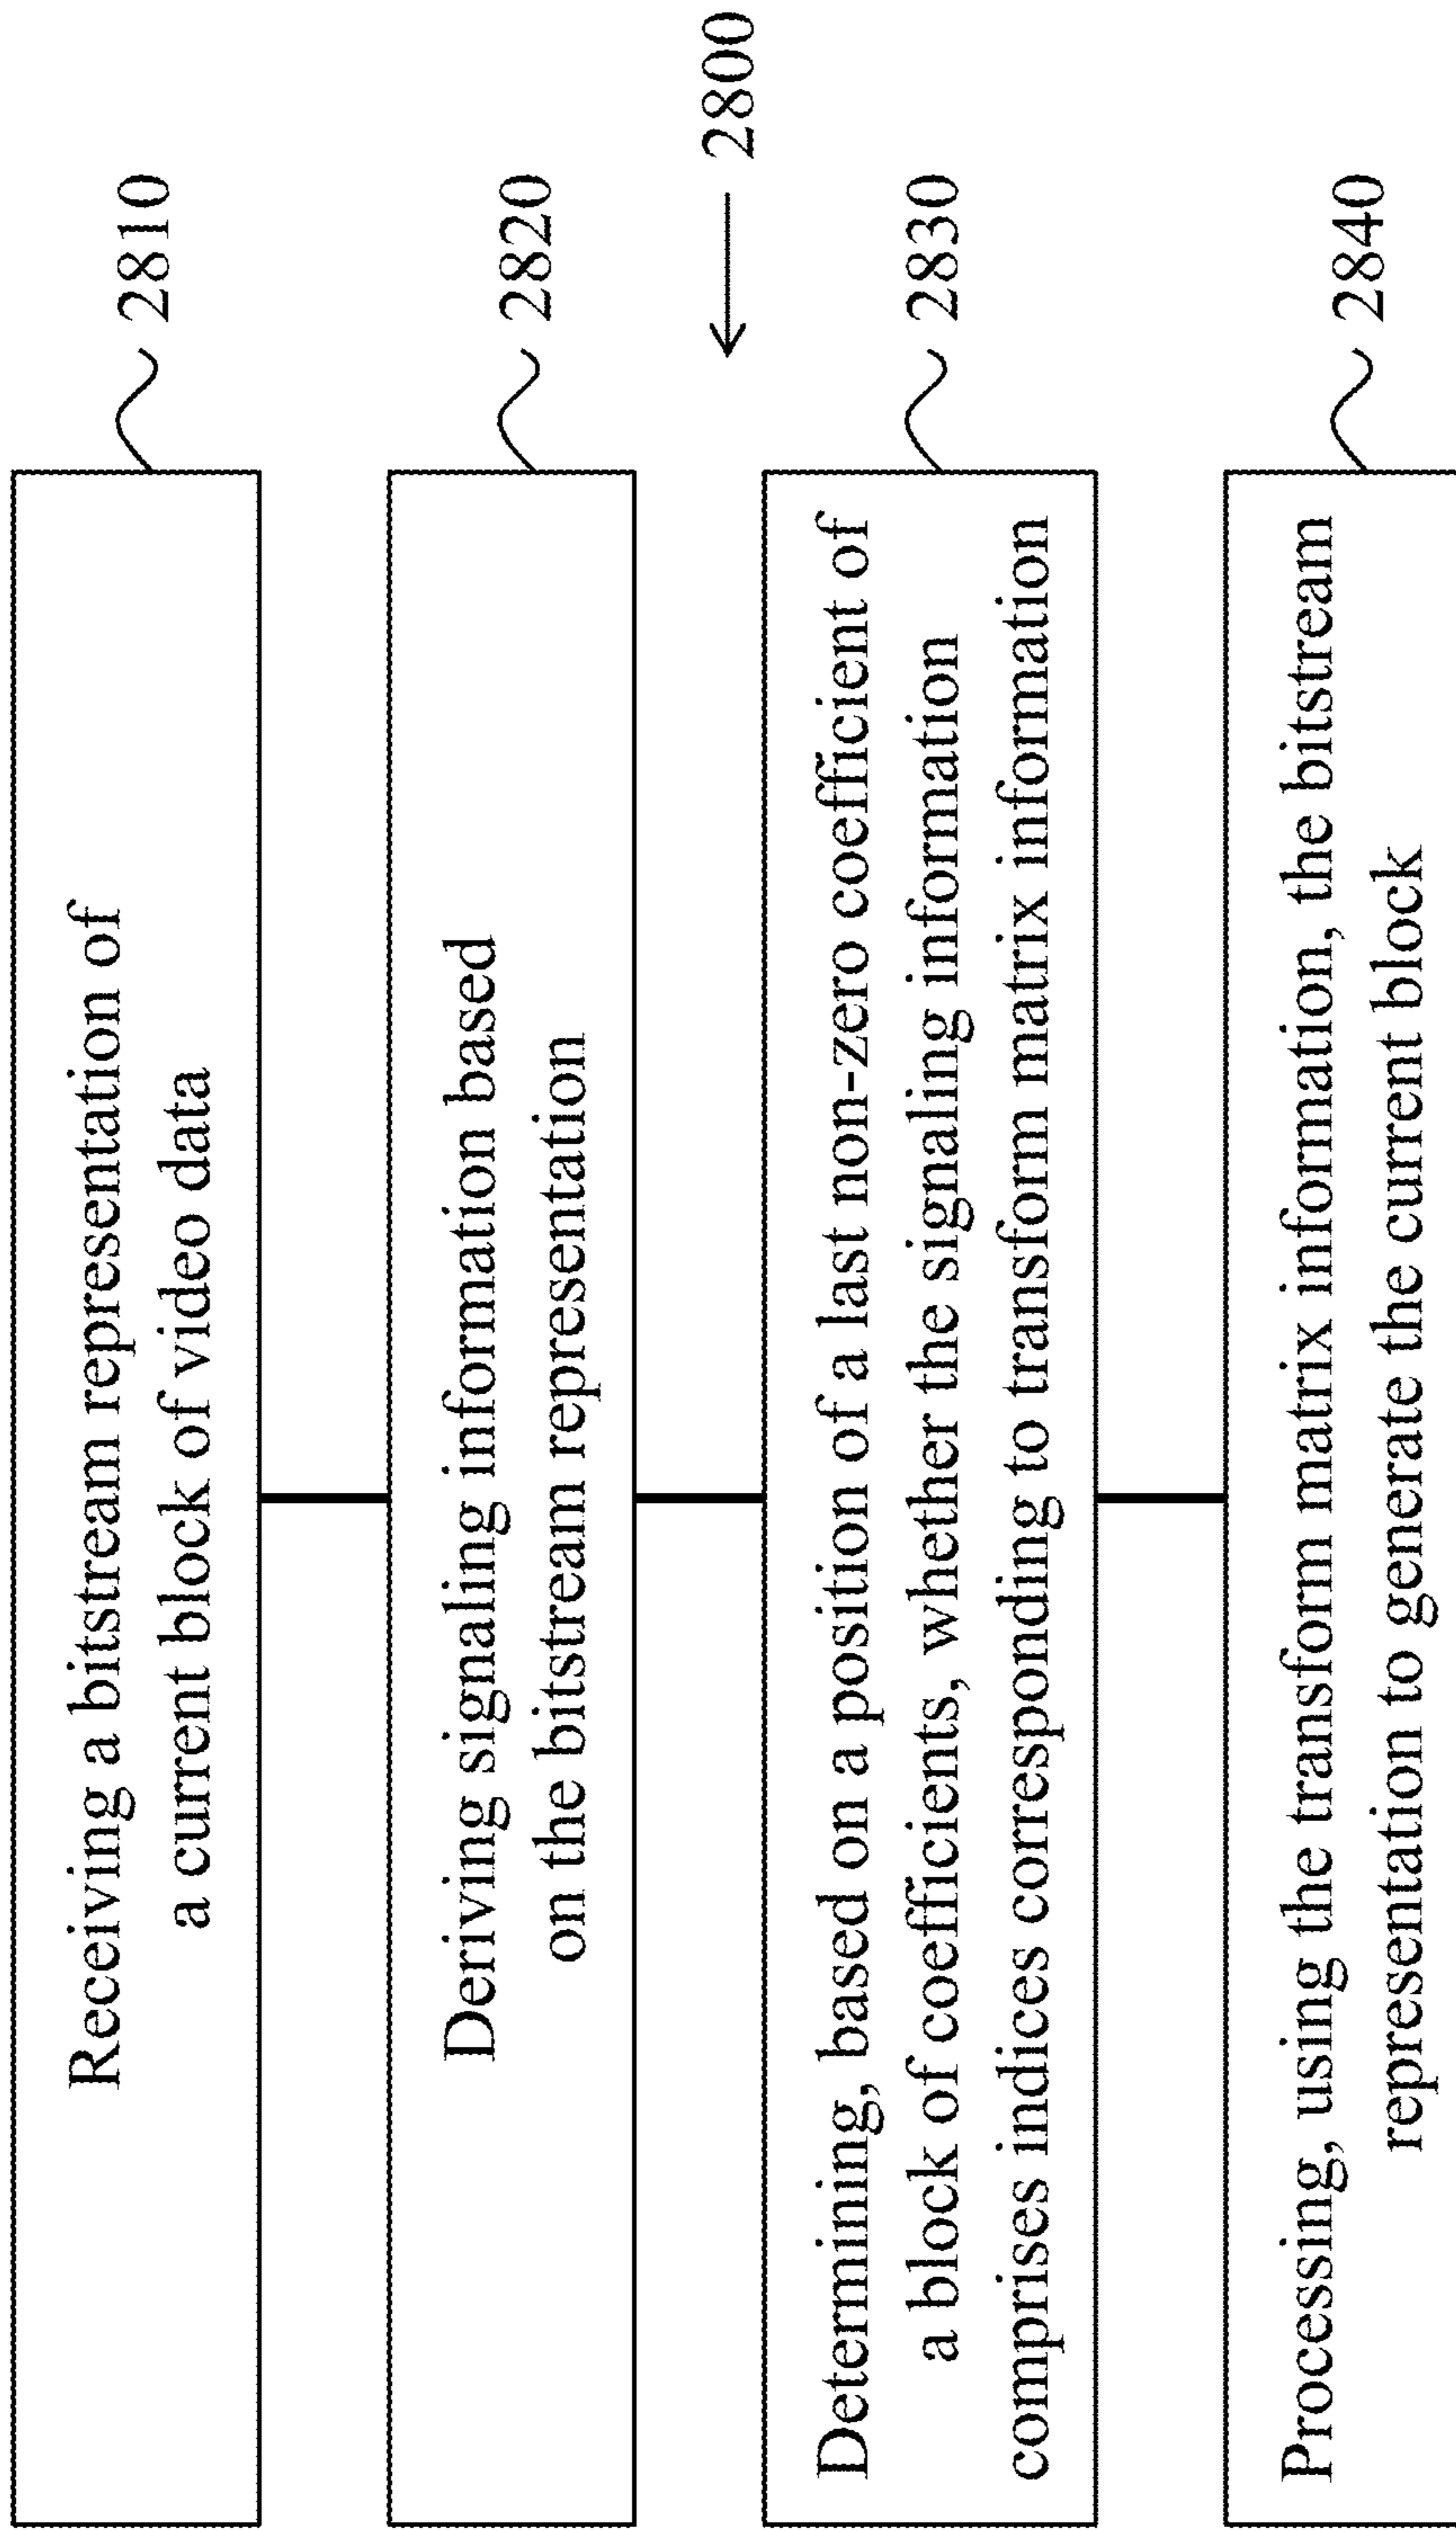 Receiving a bitstream representation of
a current block of video data
2810
Deriving signaling information based
on the bitstream representation
2820
2800
Determining, based on a position of a last non-zero coefficient of
a block of coefficients, whether the signaling information
comprises indices corresponding to transform matrix information
2830
Processing, using the transform matrix information, the bitstream
representation to generate the current block
2840